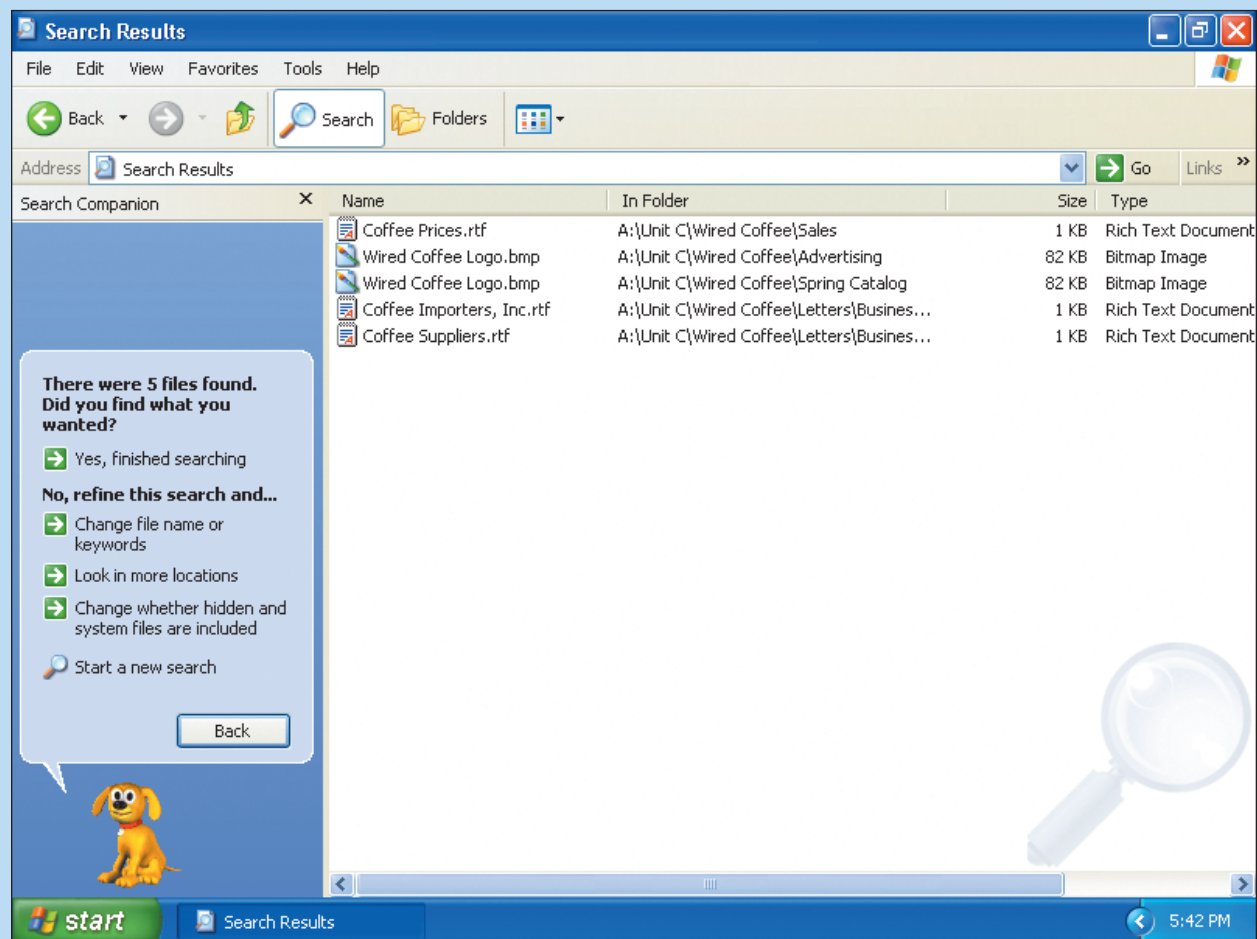 Search Results
File Edit View Favorites Tools Help
Back Search Folders
Address Search Results Go Links »
Search Companion X Name In Folder Size Type
Coffee Prices.rtf A:\Unit C\Wired Coffee\Sales 1 KB Rich Text Document
Wired Coffee Logo.bmp A:\Unit C\Wired Coffee\Advertising 82 KB Bitmap Image
Wired Coffee Logo.bmp A:\Unit C\Wired Coffee\Spring Catalog 82 KB Bitmap Image
Coffee Importers, Inc.rtf A:\Unit C\Wired Coffee\Letters\Busines... 1 KB Rich Text Document
Coffee Suppliers.rtf A:\Unit C\Wired Coffee\Letters\Busines... 1 KB Rich Text Document
There were 5 files found.
Did you find what you
wanted?
Yes, finished searching
No, refine this search and...
Change file name or
keywords
Look in more locations
Change whether hidden and
system files are included
Start a new search
Back
start Search Results 5:42 PM